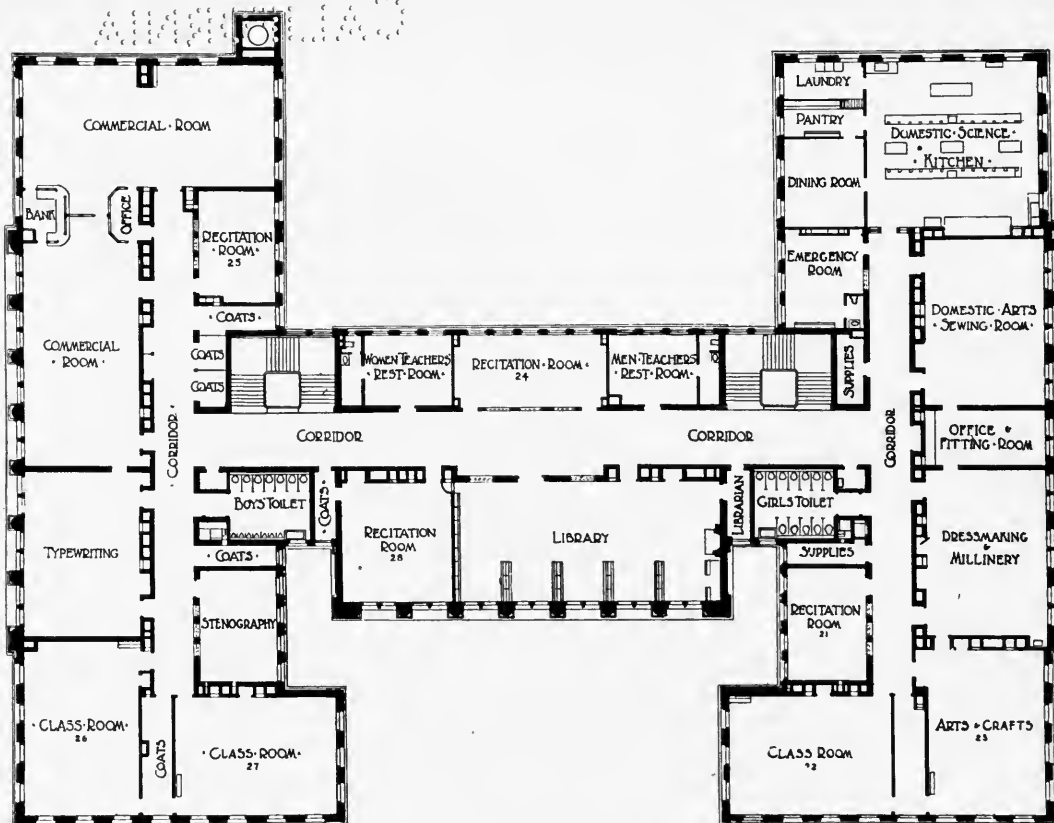 CALIFORNIA
COMMERCIAL · ROOM
BANK
OFFICE
RECITATION
· ROOM ·
25
· COATS ·
COMMERCIAL
· ROOM ·
COATS
COATS
· CORRIDOR ·
WOMEN TEACHERS
· REST ROOM ·
RECITATION · ROOM ·
24
MEN · TEACHERS
REST · ROOM ·
SUPPLIES
CORRIDOR
CORRIDOR
LAUNDRY
PANTRY
DINING ROOM
DOMESTIC · SCIENCE ·
· KITCHEN ·
EMERGENCY
ROOM
DOMESTIC · ARTS
· SEWING · ROOM ·
CORRIDOR
OFFICE &
FITTING · ROOM
TYPEWRITING
BOYS TOILET
· COATS ·
· COATS ·
RECITATION
ROOM
28
LIBRARY
LIBRARIAN
GIRLS TOILET
SUPPLIES
DRESSMAKING
&
MILLINERY
STENOGRAPHY
RECITATION
ROOM
21
· CLASS · ROOM ·
26
COATS
· CLASS · ROOM ·
27
CLASS ROOM
ARTS & CRAFTS
23